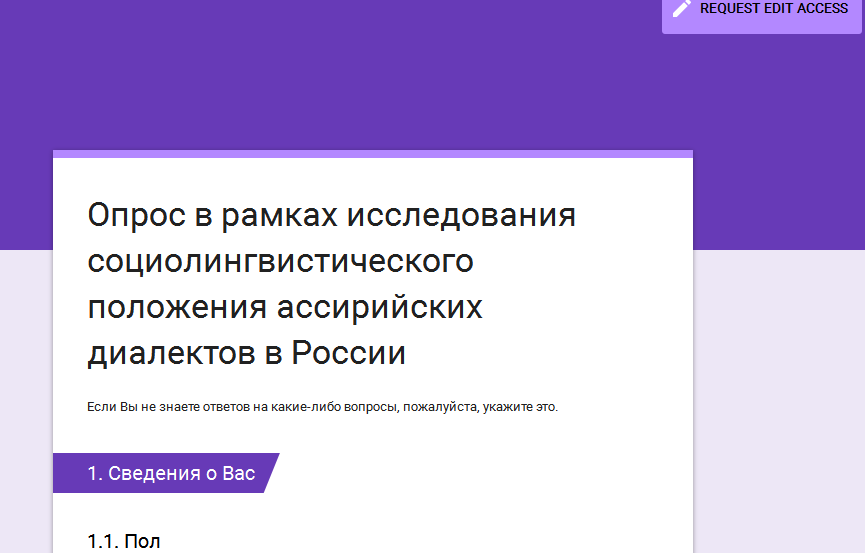 REQUEST EDIT ACCESS
Опрос в рамках исследования
социолингвистического
положения ассирийских
диалектов в России
Если Вы не знаете ответов на какие-либо вопросы, пожалуйста, укажите это.
1. Сведения о Вас
1.1. Пол